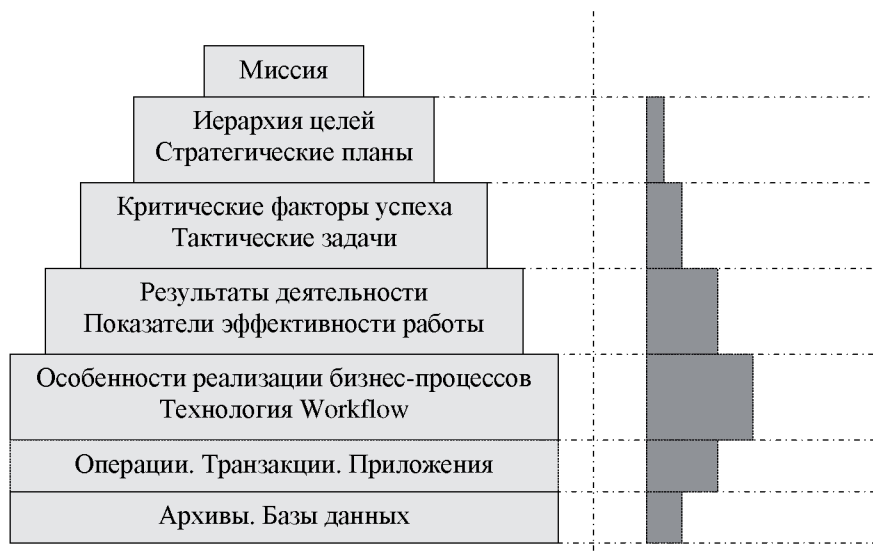 Миссия
Иерархия целей
Стратегические планы
Критические факторы успеха
Тактические задачи
Результаты деятельности
Показатели эффективности работы
Особенности реализации бизнес-процессов
Технология Workflow
Операции. Транзакции. Приложения
Архивы. Базы данных